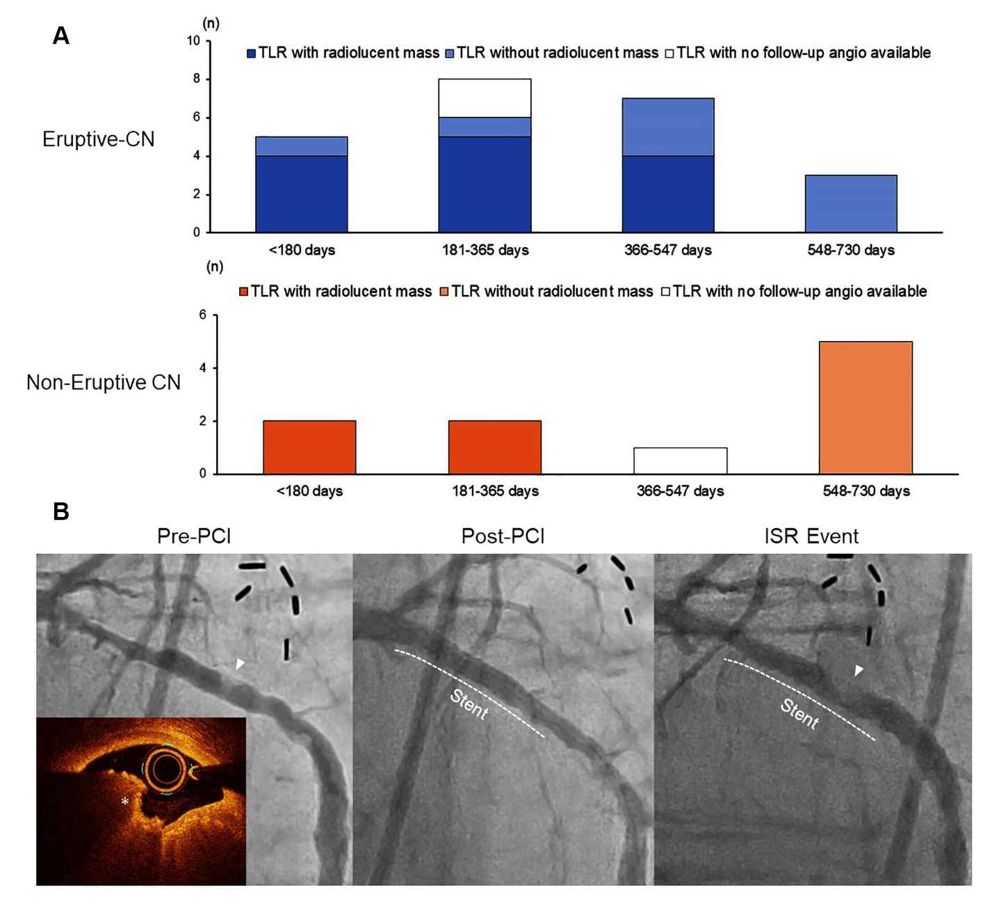 A
(n)
10
TLR with radiolucent mass TLR without radiolucent mass TLR with no follow-up angio available
8
6
Eruptive-CN
4
2
0
<180 days 181-365 days 366-547 days 548-730 days
(n)
TLR with radiolucent mass TLR without radiolucent mass TLR with no follow-up angio available
6
4
Non-Eruptive CN
2
0
<180 days 181-365 days 366-547 days 548-730 days
B
Pre-PCI Post-PCI ISR Event
Stent
Stent
*